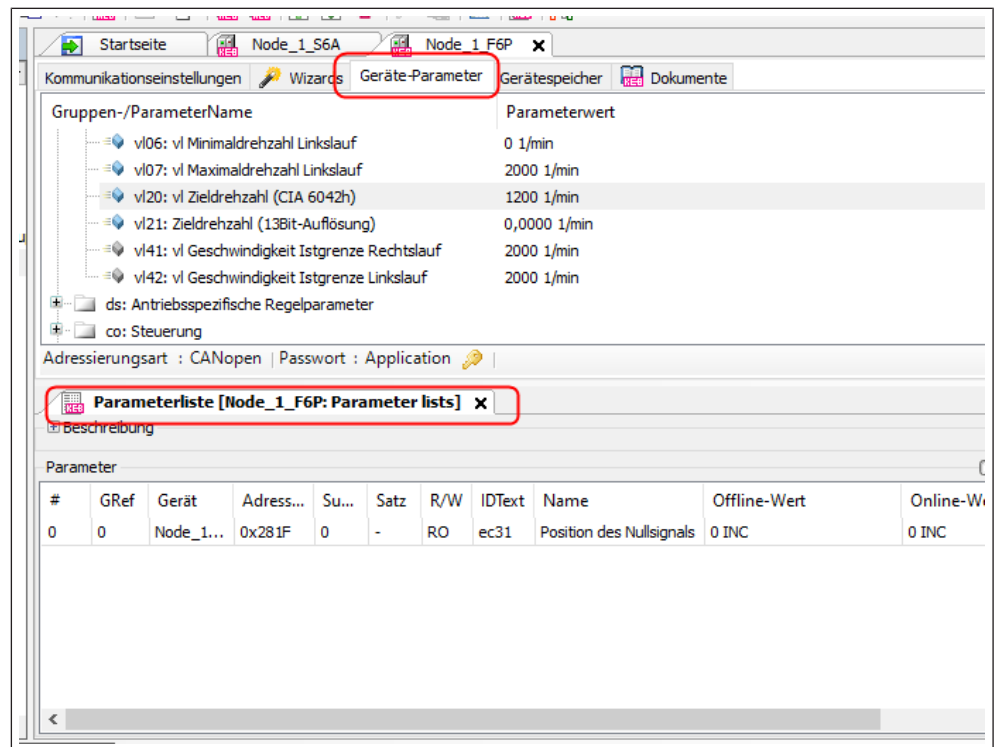 Startseite Node_1_S6A Node_1_F6P
Kommunikationseinstellungen Wizards Geräte-Parameter Gerätespeicher Dokumente
Gruppen-/ParameterName Parameterwert
vl06: vl Minimaldrehzahl Linkslauf 0 1/min
vl07: vl Maximaldrehzahl Linkslauf 2000 1/min
vl20: vl Zieldrehzahl (CIA 6042h) 1200 1/min
vl21: Zieldrehzahl (13Bit-Auflösung) 0,0000 1/min
vl41: vl Geschwindigkeit Istgrenze Rechtslauf 2000 1/min
vl42: vl Geschwindigkeit Istgrenze Linkslauf 2000 1/min
ds: Antriebsspezifische Regelparameter
co: Steuerung
Adressierungsart : CANopen | Passwort : Application |
Parameterliste [Node_1_F6P: Parameter lists]
Beschreibung
Parameter
# GRef Gerät Adress... Su... Satz R/W IDText Name Offline-Wert Online-We
0 0 Node_1... 0x281F 0 - RO ec31 Position des Nullsignals 0 INC 0 INC